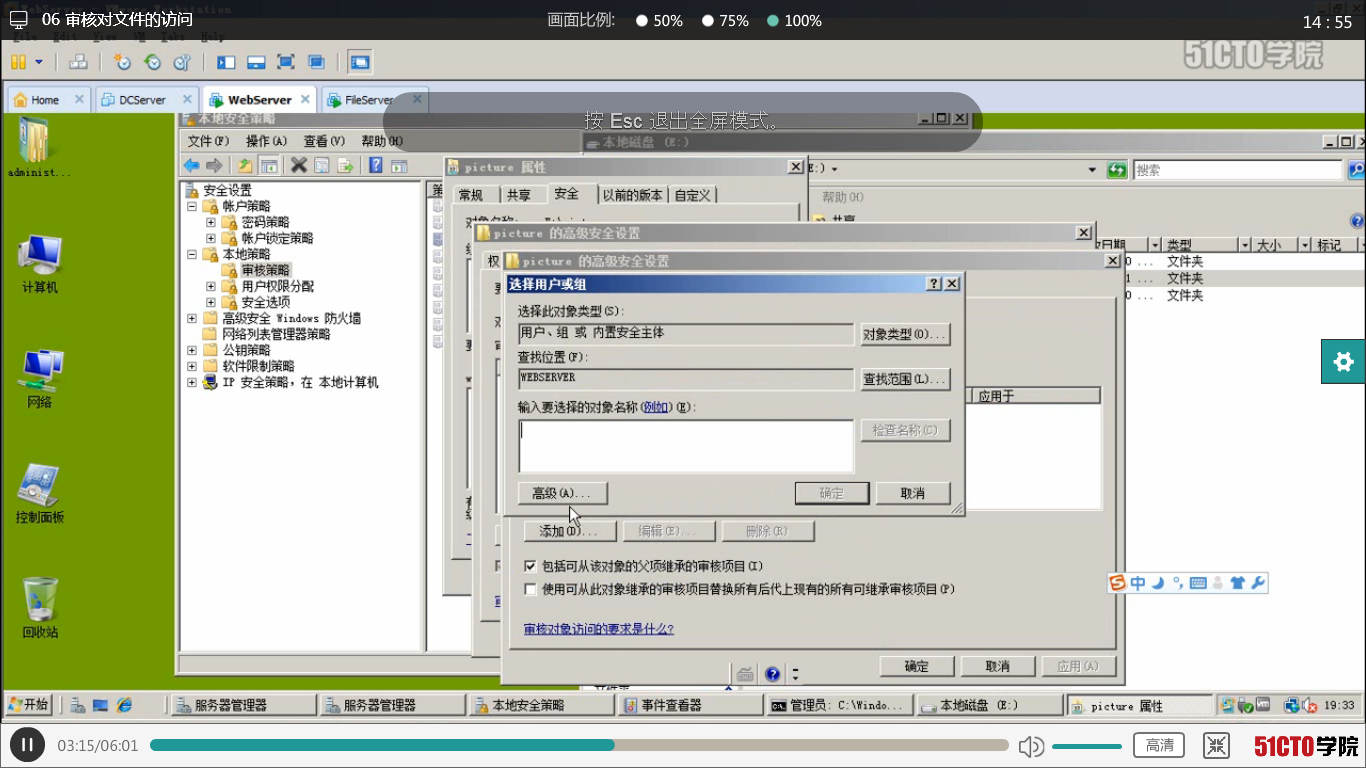 06 审核对文件的访问
画面比例: 50% 75% 100%
14 : 55
File Edit View VM Tabs Help
51CTO学院
Home DCServer WebServer FileServer
按 Esc 退出全屏模式。
administ...
计算机
网络
控制面板
回收站
本地安全策略
文件(F) 操作(A) 查看(V) 帮助(H)
安全设置
帐户策略
密码策略
帐户锁定策略
本地策略
审核策略
用户权限分配
安全选项
高级安全 Windows 防火墙
网络列表管理器策略
公钥策略
软件限制策略
IP 安全策略，在 本地计算机
策
本地磁盘 (E:)
E:)
搜索
帮助(H)
共享
类型 大小 标记
0 ... 文件夹
1 ... 文件夹
0 ... 文件夹
picture 属性
常规 共享 安全 以前的版本 自定义
picture 的高级安全设置
权
picture 的高级安全设置
选择用户或组
选择此对象类型(S):
用户、组 或 内置安全主体
对象类型(O)...
查找位置(F):
WEBSERVER
查找范围(L)...
输入要选择的对象名称(例如)(E):
检查名称(C)
高级(A)...
确定 取消
应用于
添加(D)... 编辑(E)... 删除(R)
包括可从该对象的父项继承的审核项目(I)
使用可从此对象继承的审核项目替换所有后代上现有的所有可继承审核项目(P)
审核对象访问的要求是什么?
确定 取消 应用(A)
中
开始 服务器管理器 服务器管理器 本地安全策略 事件查看器 管理员: C:\Windo... 本地磁盘 (E:) picture 属性 19:33
03:15/06:01
高清
51CTO学院